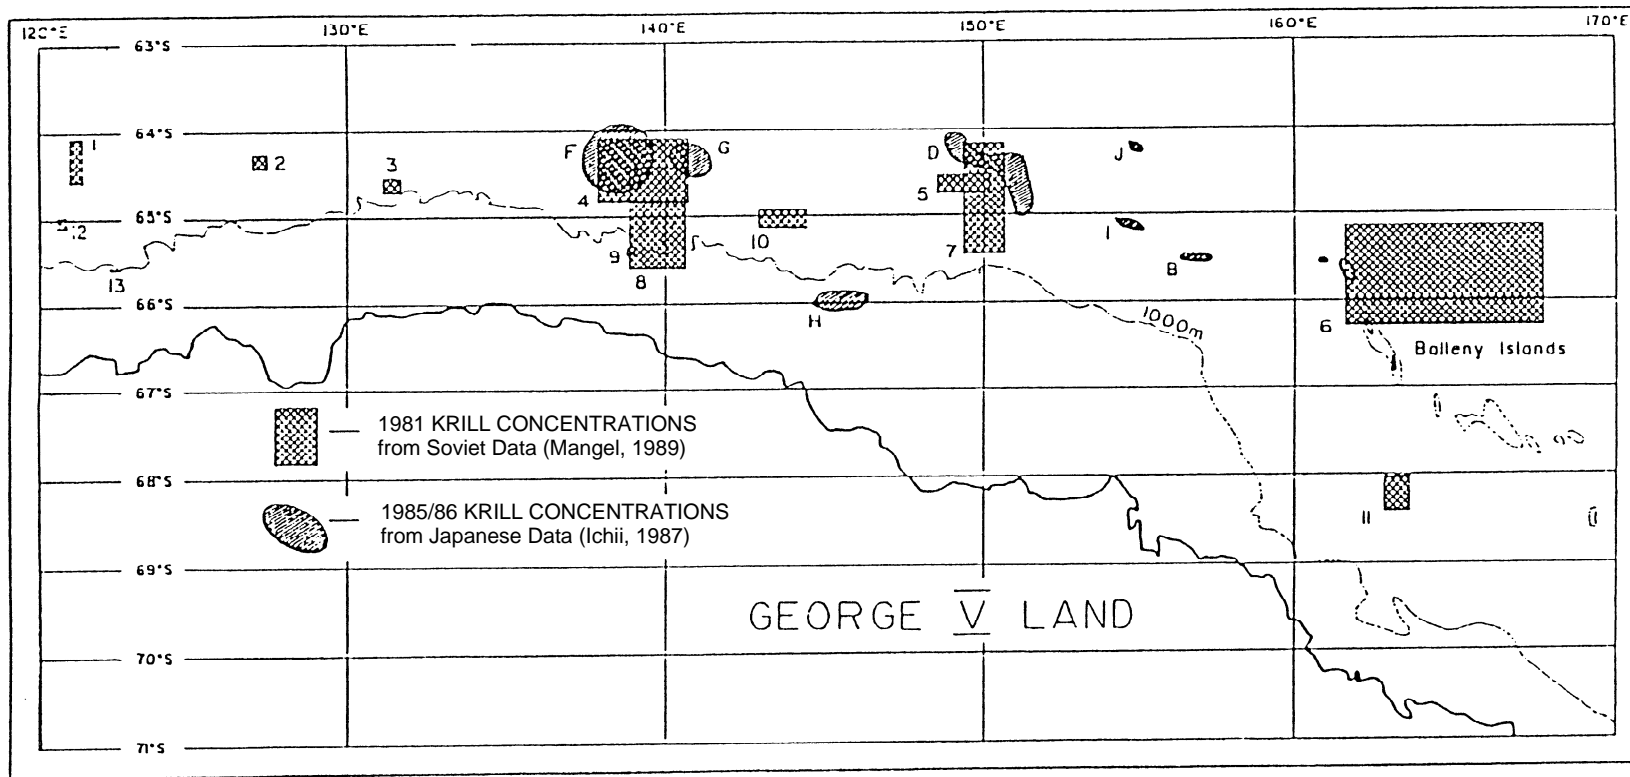 120°E 130°E 140°E 150°E 160°E 170°E
63°S
64°S
1
2
3
F
G
D
J
4
5
65°S
12
10
I
9
8
7
B
13
66°S
H
6
1000m
Balleny Islands
67°S
1981 KRILL CONCENTRATIONS
from Soviet Data (Mangel, 1989)
68°S
11
1985/86 KRILL CONCENTRATIONS
from Japanese Data (Ichii, 1987)
69°S
GEORGE V LAND
70°S
71°S